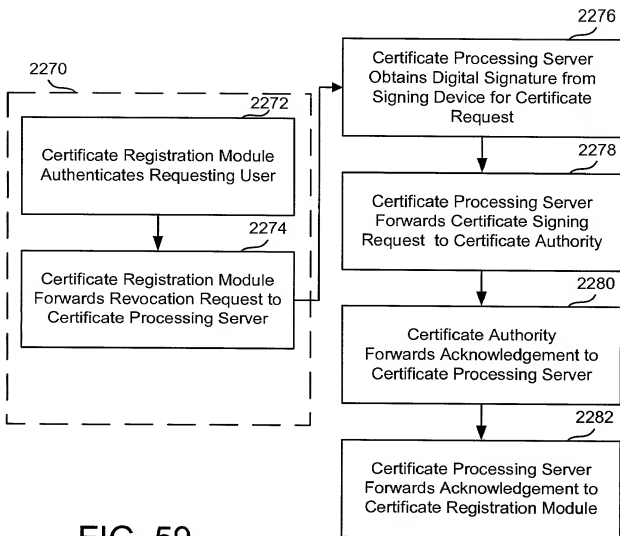 2270
2272
Certificate Registration Module
Authenticates Requesting User
2274
Certificate Registration Module
Forwards Revocation Request to
Certificate Processing Server
2276
Certificate Processing Server
Obtains Digital Signature from
Signing Device for Certificate
Request
2278
Certificate Processing Server
Forwards Certificate Signing
Request to Certificate Authority
2280
Certificate Authority
Forwards Acknowledgement to
Certificate Processing Server
2282
Certificate Processing Server
Forwards Acknowledgement to
Certificate Registration Module
FIG. 59